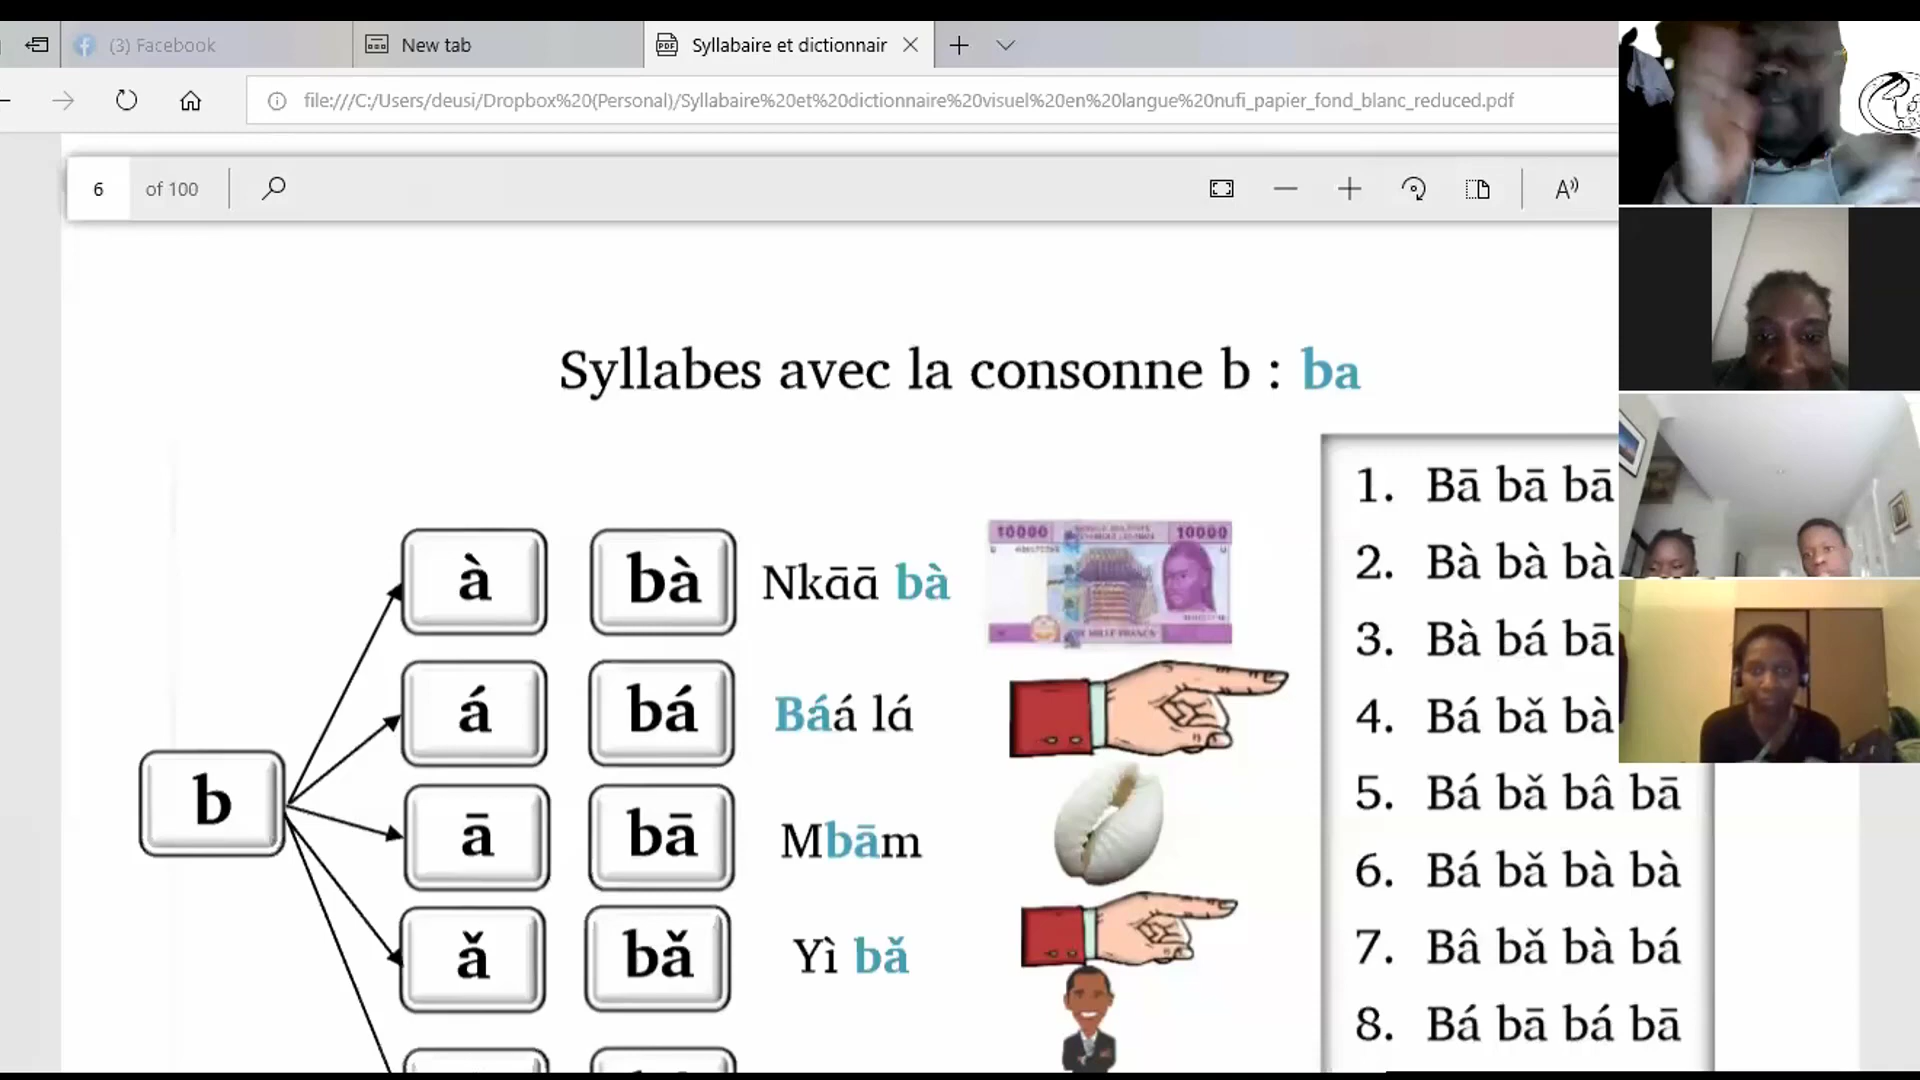 (3) Facebook
New tab
Syllabaire et dictionnair
file:///C:/Users/deusi/Dropbox%20(Personal)/Syllabaire%20et%20dictionnaire%20visuel%20en%20langue%20nufi_papier_fond_blanc_reduced.pdf
6 of 100
Syllabes avec la consonne b : ba
b
à bà Nkāā bà
10000 10000
á bá Báá lá
ā bā Mbām
ǎ bǎ Yì bǎ
1. Bā bā bā
2. Bà bà bà
3. Bà bá bā
4. Bá bǎ bà
5. Bá bǎ bâ bā
6. Bá bǎ bà bà
7. Bâ bǎ bà bá
8. Bá bā bá bā